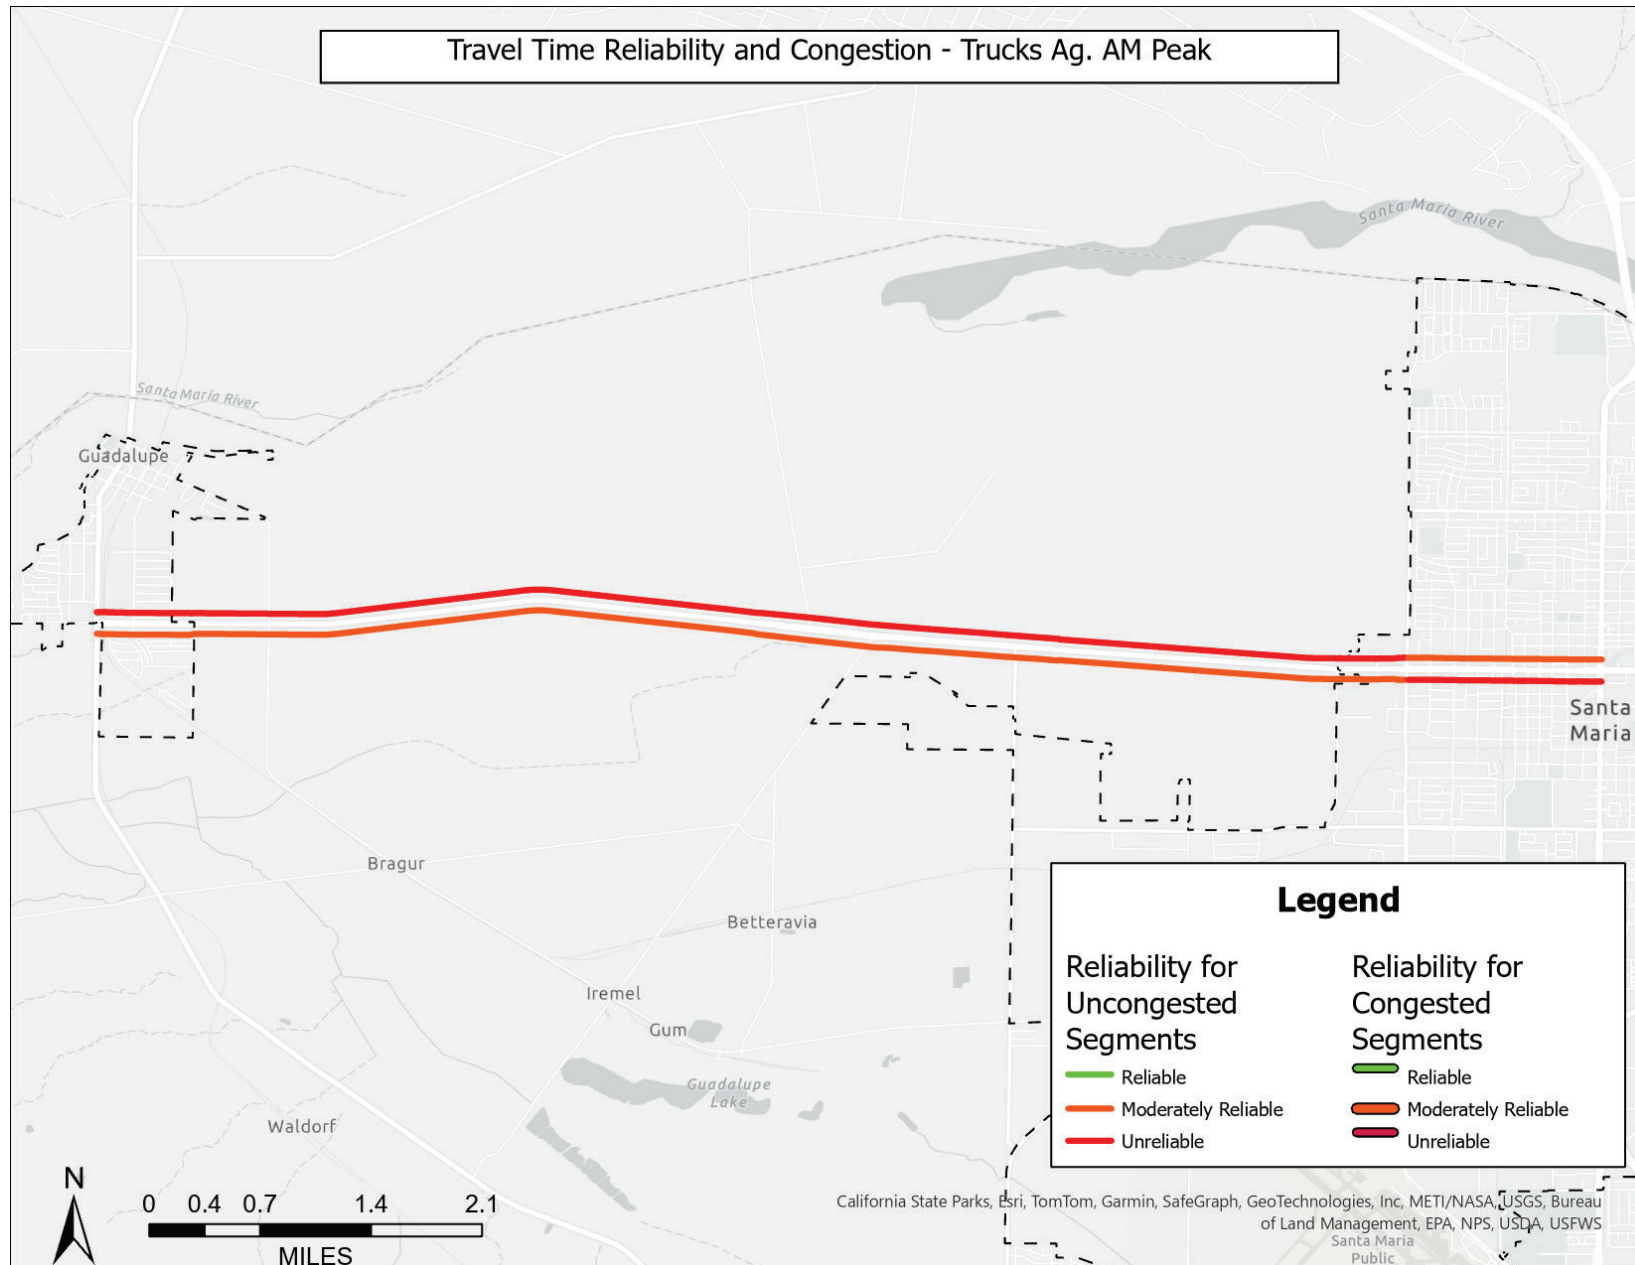 Travel Time Reliability and Congestion - Trucks Ag. AM Peak
Santa Maria River
Santa Maria River
Guadalupe
Santa
Maria
Bragur
Betteravia
Iremel
Gum
Guadalupe
Lake
Waldorf
Legend
Reliability for
Uncongested
Segments
Reliable
Moderately Reliable
Unreliable
Reliability for
Congested
Segments
Reliable
Moderately Reliable
Unreliable
N
0 0.4 0.7 1.4 2.1
MILES
California State Parks, Esri, TomTom, Garmin, SafeGraph, GeoTechnologies, Inc, METI/NASA, USGS, Bureau
of Land Management, EPA, NPS, USDA, USFWS
Santa Maria
Public